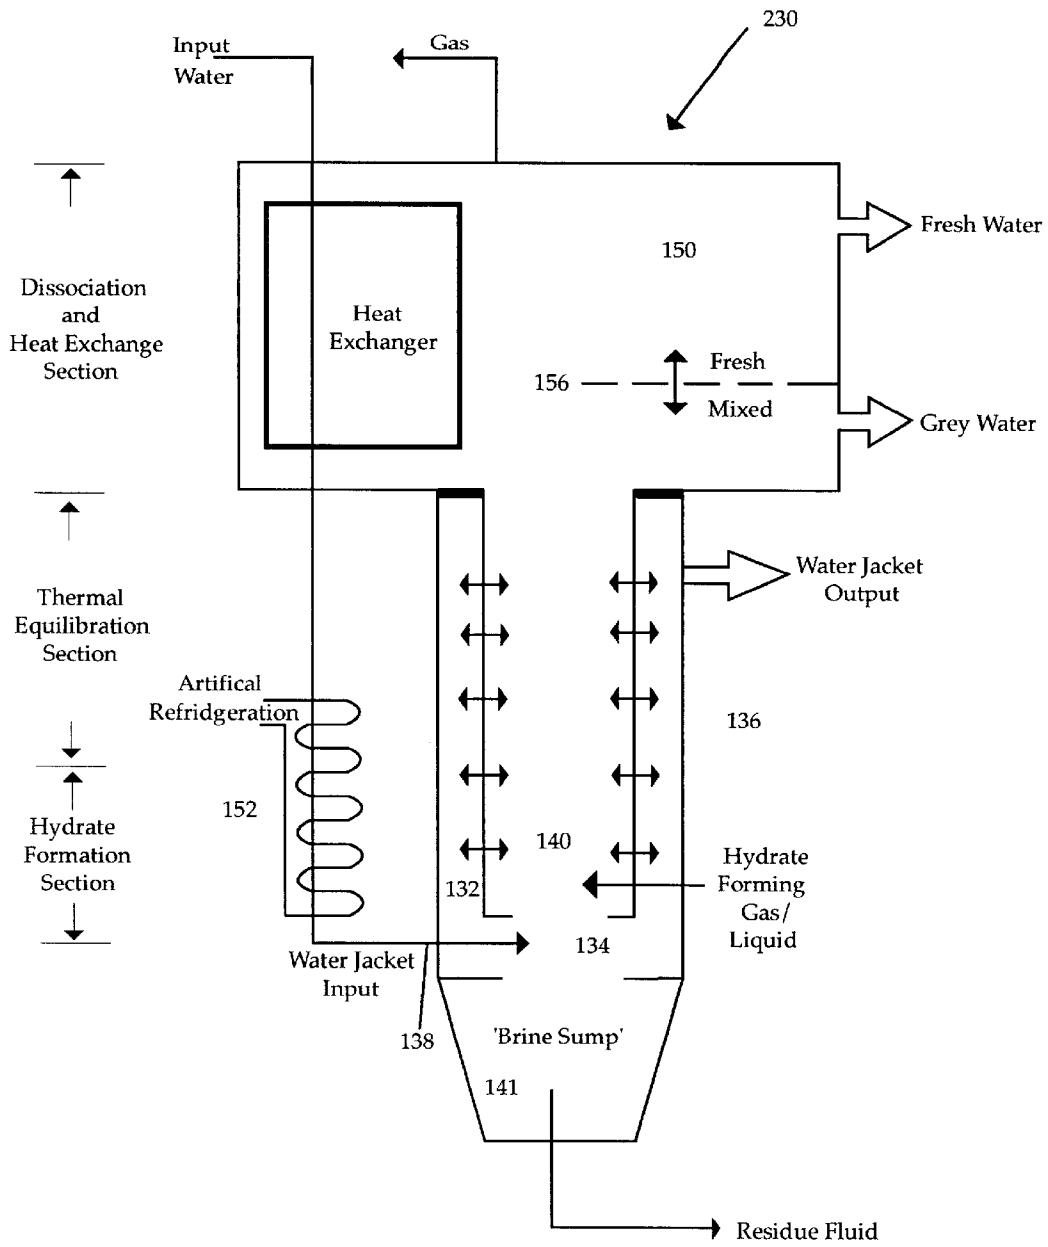 230
Input
Water
Gas
Fresh Water
150
Dissociation
and
Heat Exchange
Section
Heat
Exchanger
156
Fresh
Mixed
Grey Water
Water Jacket
Output
Thermal
Equilibration
Section
Artifical
Refridgeration
136
152
Hydrate
Formation
Section
140
132
Hydrate
Forming
Gas/
Liquid
134
Water Jacket
Input
138
'Brine Sump'
141
Residue Fluid